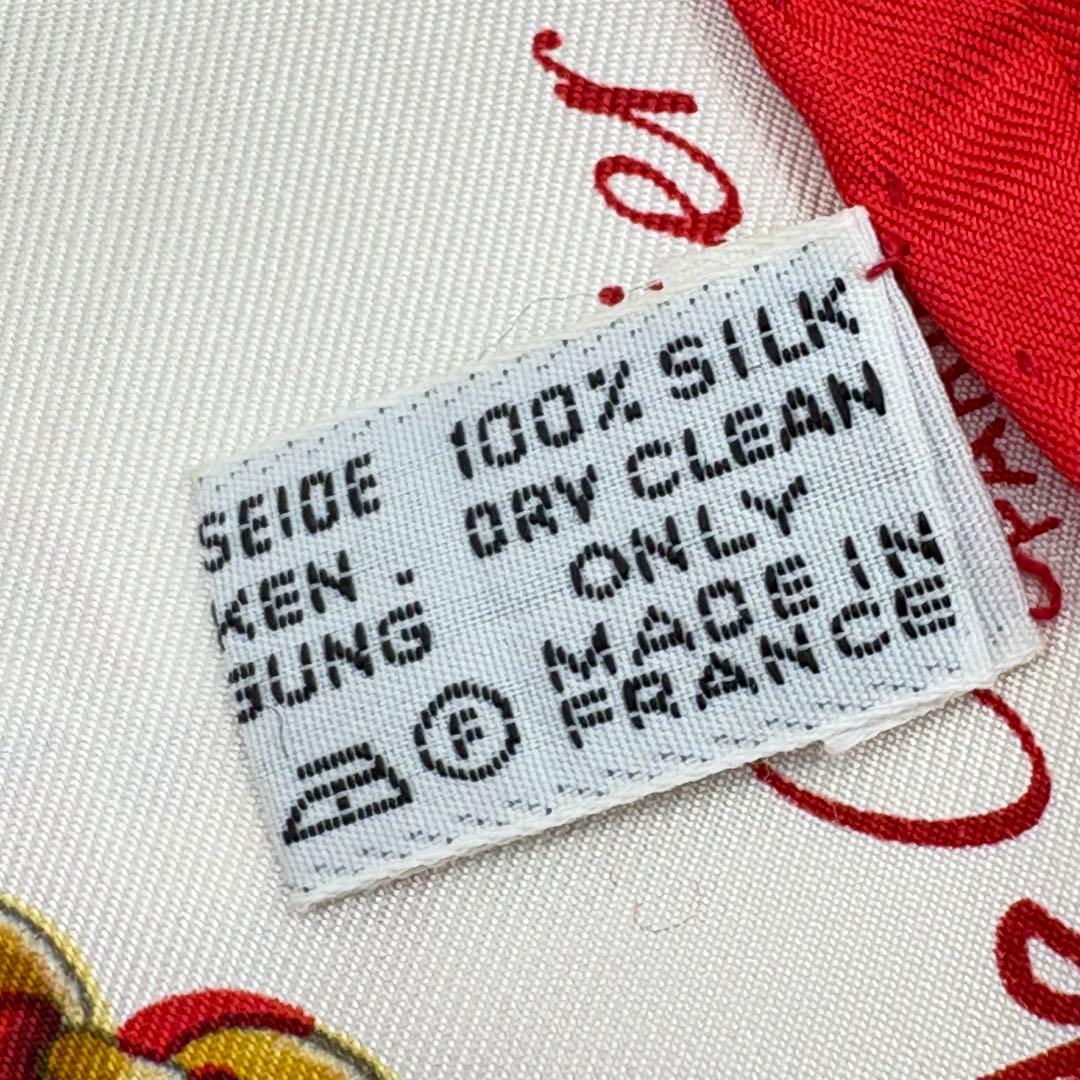 SEIDE
KEN.
GUNG
F
100% SILK
DRY CLEAN
ONLY
MADE IN
FRANCE